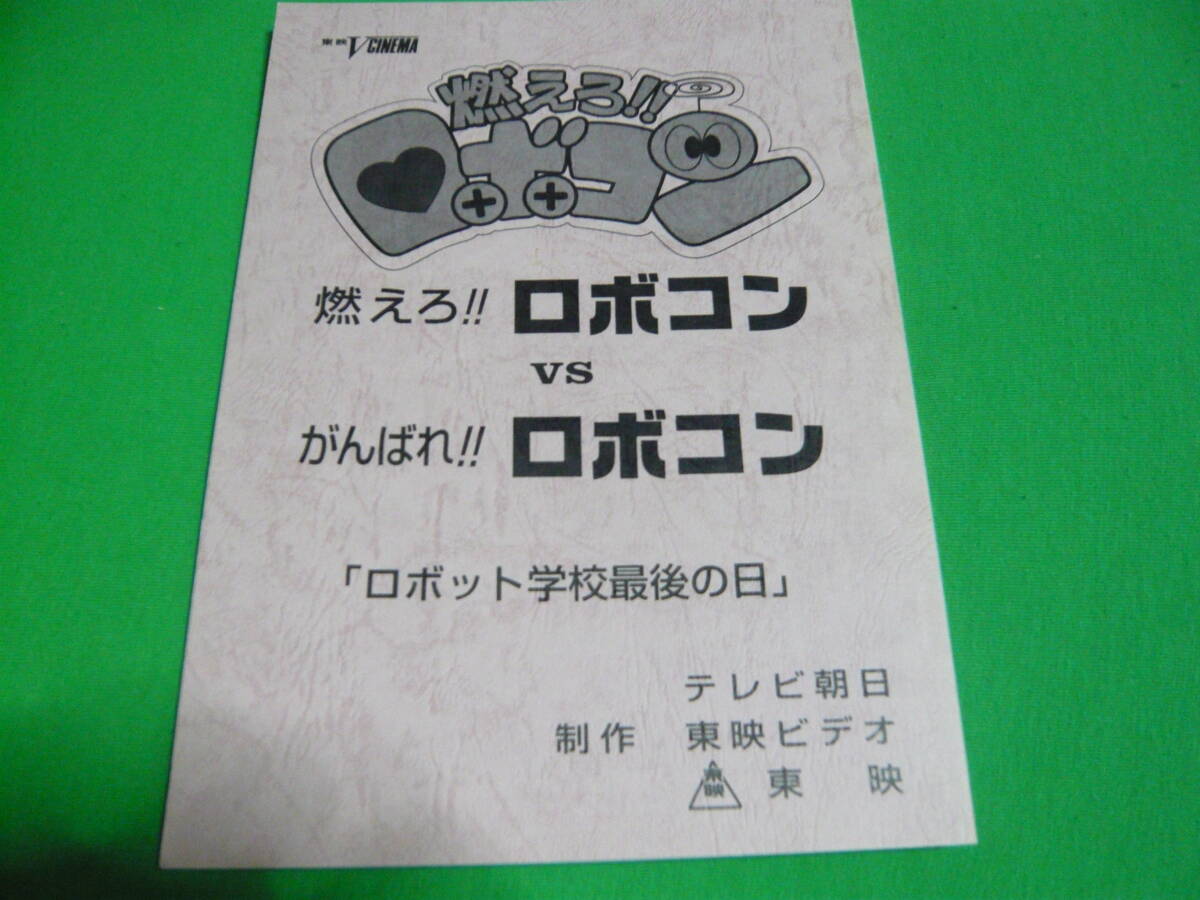 東映 V CINEMA
燃えろ!!
ロボコン
燃えろ!! ロボコン
vs
がんばれ!! ロボコン
「ロボット学校最後の日」
テレビ朝日
制作 東映ビデオ
東映 東映